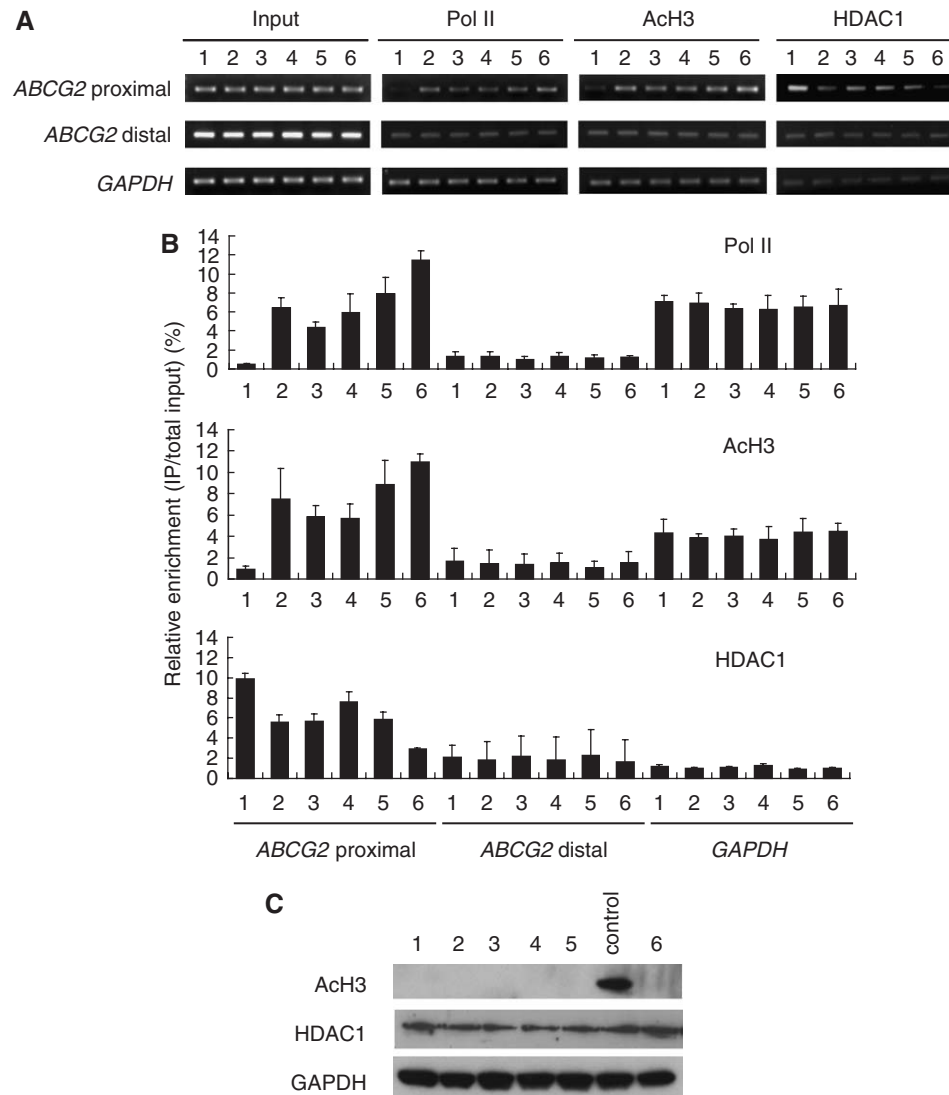 A
Input Pol II AcH3 HDAC1
1 2 3 4 5 6 1 2 3 4 5 6 1 2 3 4 5 6 1 2 3 4 5 6
ABCG2 proximal
ABCG2 distal
GAPDH
B
Relative enrichment (IP/total input) (%)
14
12
10
8
6
4
2
0
Pol II
1 2 3 4 5 6 1 2 3 4 5 6 1 2 3 4 5 6
14
12
10
8
6
4
2
0
AcH3
1 2 3 4 5 6 1 2 3 4 5 6 1 2 3 4 5 6
14
12
10
8
6
4
2
0
HDAC1
1 2 3 4 5 6 1 2 3 4 5 6 1 2 3 4 5 6
ABCG2 proximal ABCG2 distal GAPDH
C
1 2 3 4 5 control 6
AcH3
HDAC1
GAPDH